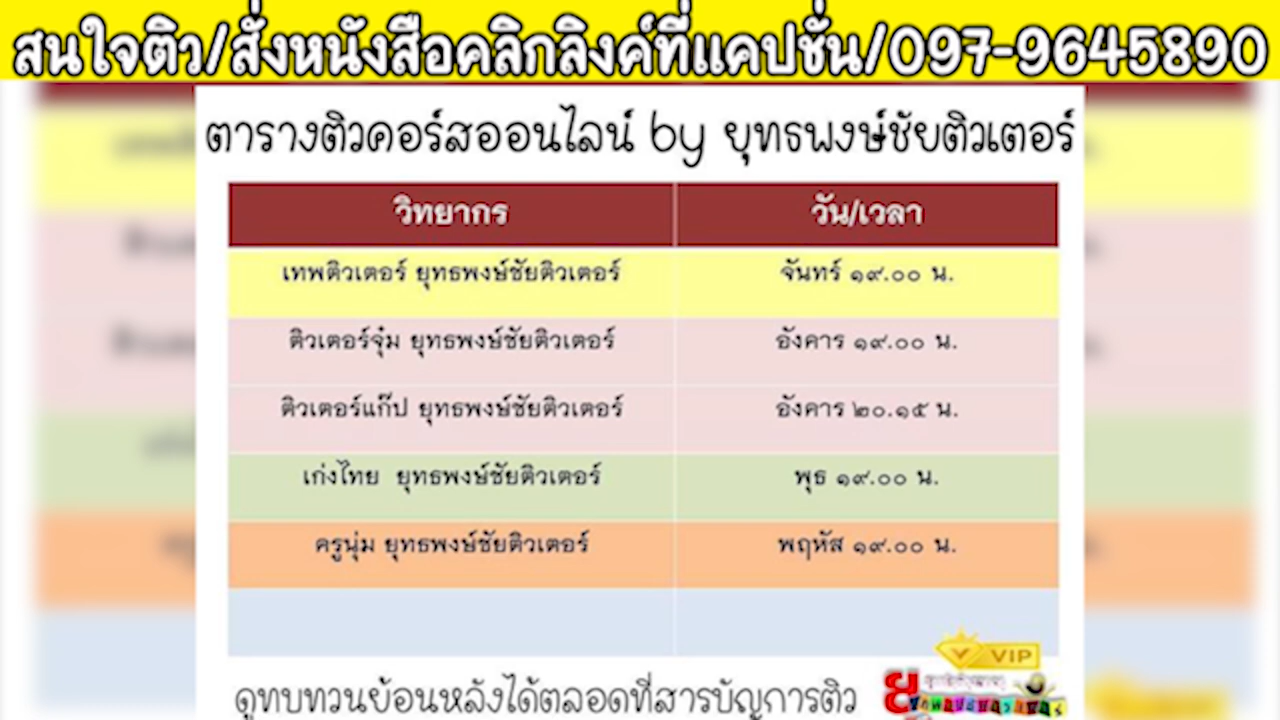 สนใจติว/สั่งหนังสือคลิกลิงค์ที่แคปชั่น/097-9645890
ตารางติวคอร์สออนไลน์ by ยุทธพงษ์ชัยติวเตอร์
วิทยากร วัน/เวลา
เทพติวเตอร์ ยุทธพงษ์ชัยติวเตอร์ จันทร์ ๑๙.๐๐ น.
ติวเตอร์จุ๋ม ยุทธพงษ์ชัยติวเตอร์ อังคาร ๑๙.๐๐ น.
ติวเตอร์แก๊ป ยุทธพงษ์ชัยติวเตอร์ อังคาร ๒๐.๑๕ น.
เก่งไทย ยุทธพงษ์ชัยติวเตอร์ พุธ ๑๙.๐๐ น.
ครูนุ่ม ยุทธพงษ์ชัยติวเตอร์ พฤหัส ๑๙.๐๐ น.
VIP
ดูทบทวนย้อนหลังได้ตลอดที่สารบัญการติว